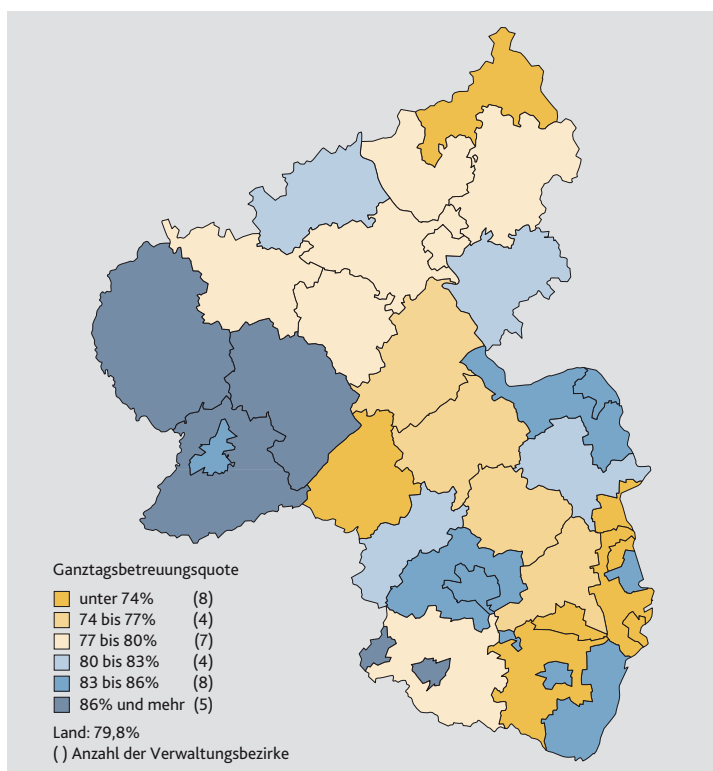 Ganztagsbetreuungsquote
unter 74% (8)
74 bis 77% (4)
77 bis 80% (7)
80 bis 83% (4)
83 bis 86% (8)
86% und mehr (5)
Land: 79,8%
( ) Anzahl der Verwaltungsbezirke